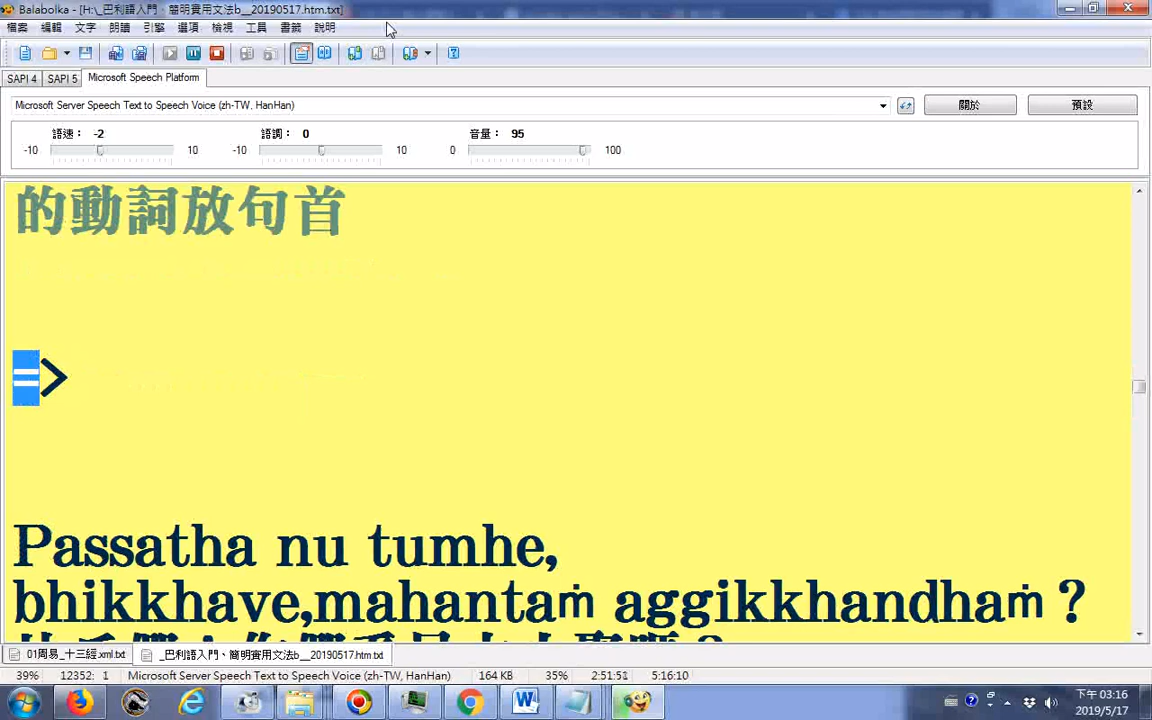 Balabolka - [H:\_巴利語入門、簡明實用文法b__20190517.htm.txt]
檔案 編輯 文字 朗讀 引擎 選項 檢視 工具 書籤 說明
SAPI 4 SAPI 5 Microsoft Speech Platform
Microsoft Server Speech Text to Speech Voice (zh-TW, HanHan) 關於 預設
語速： -2 語調： 0 音量： 95
-10 10 -10 10 0 100
的動詞放句首
=>
Passatha nu tumhe,
bhikkhave,mahantaṁ aggikkhandhaṁ？
01周易_十三經.xml.txt _巴利語入門、簡明實用文法b__20190517.htm.txt
39% 12352: 1 Microsoft Server Speech Text to Speech Voice (zh-TW, HanHan) 164 KB 35% 2:51:51 5:16:10
下午 03:16
2019/5/17